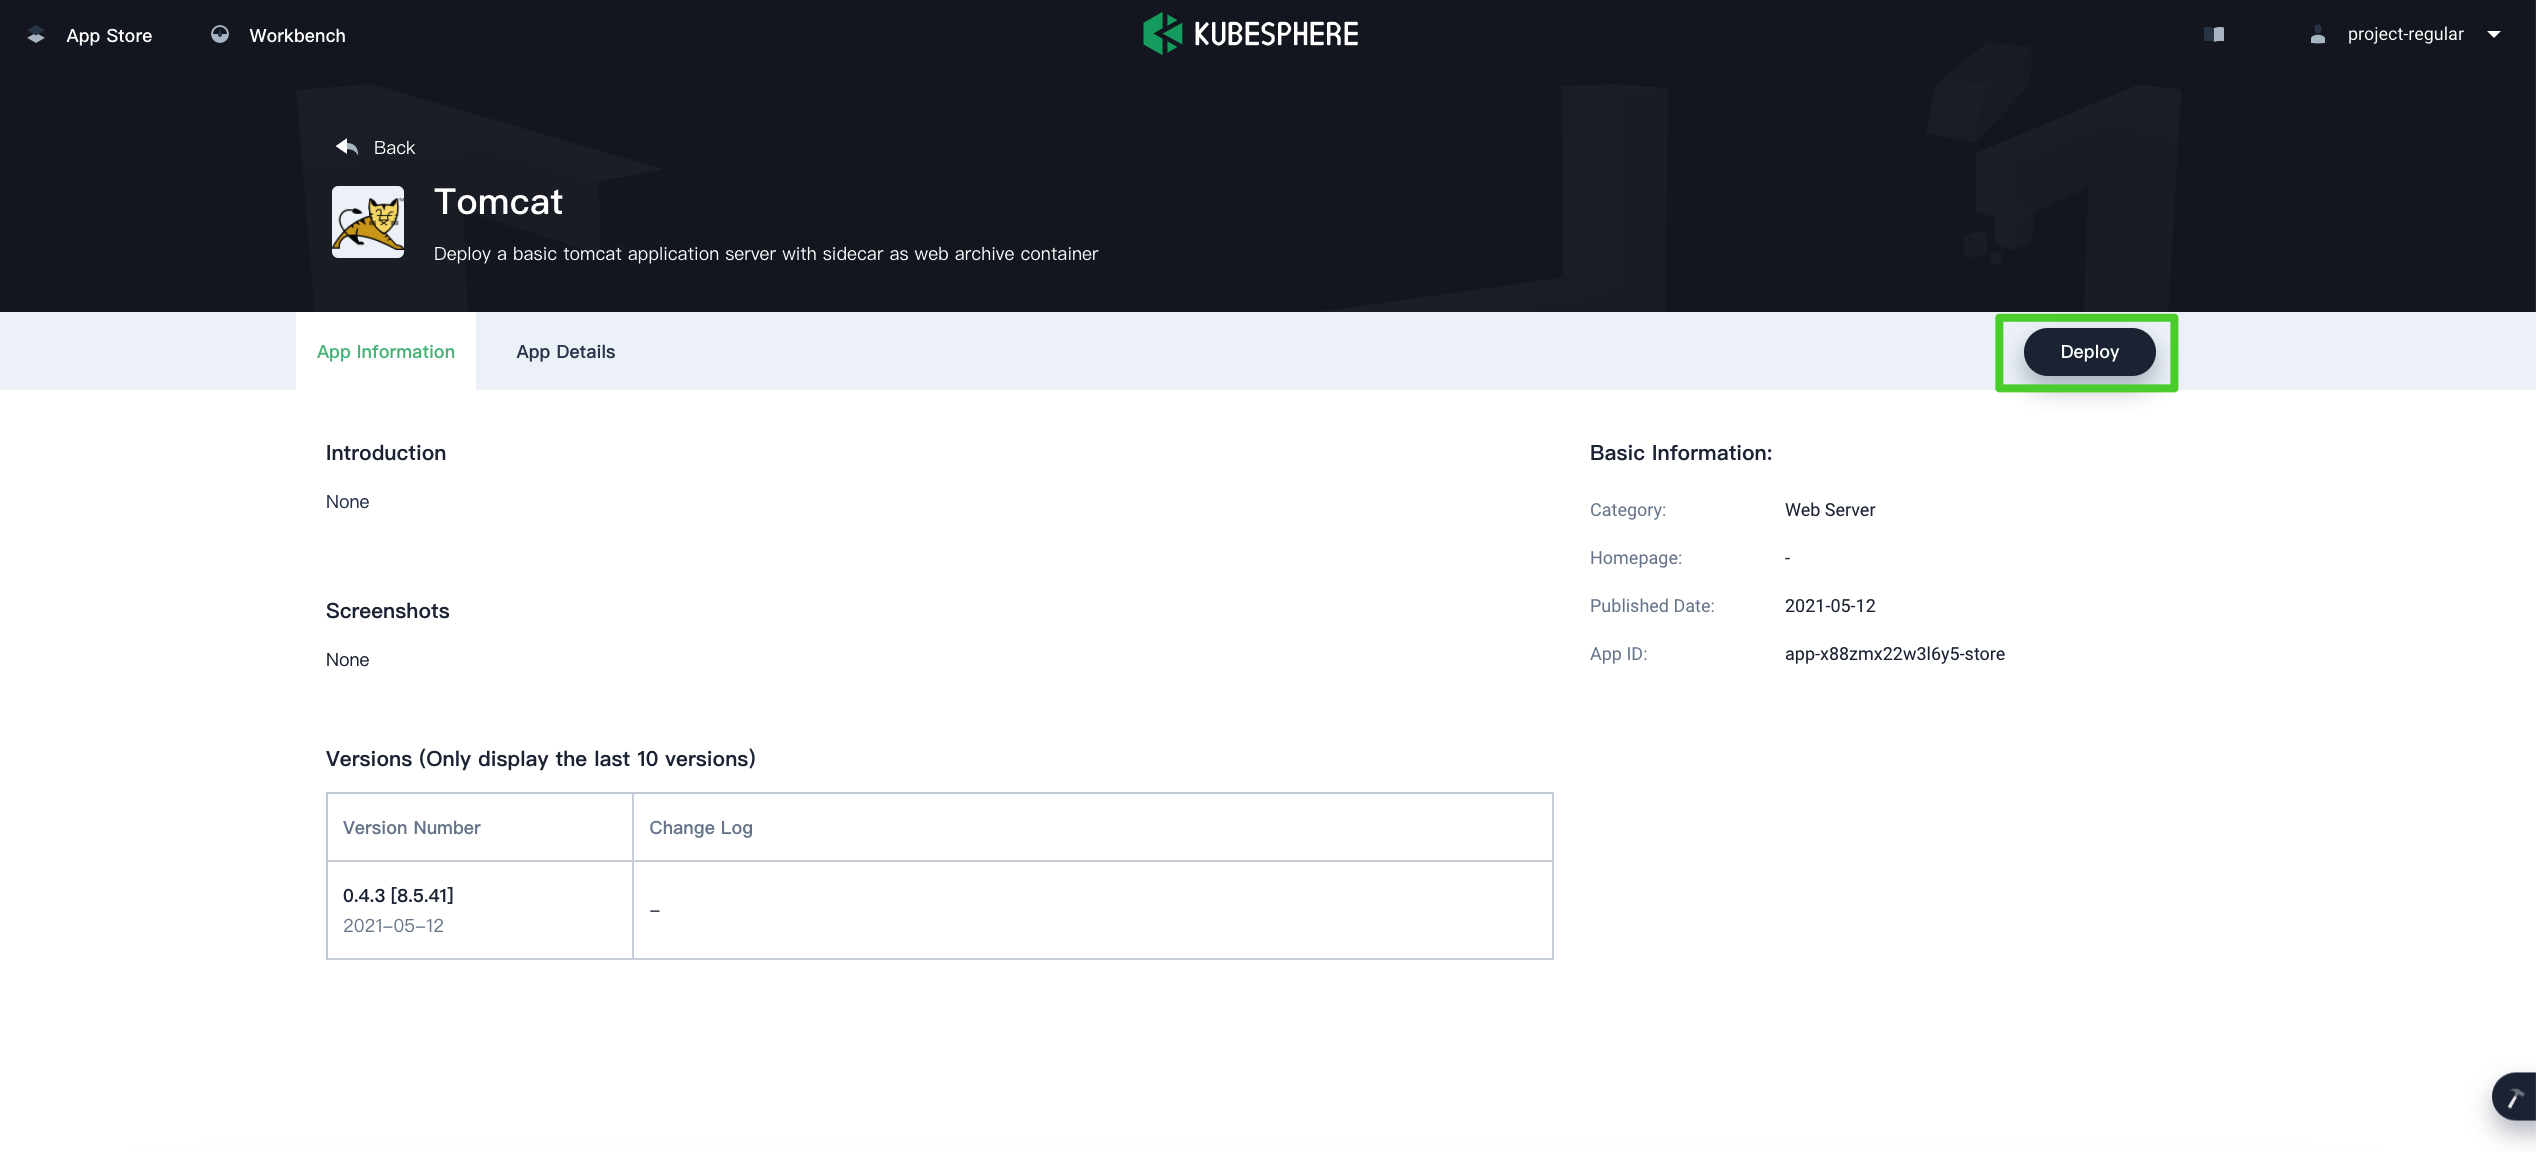 App Store
Workbench
KUBESPHERE
project-regular
Back
Tomcat
Deploy a basic tomcat application server with sidecar as web archive container
App Information
App Details
Deploy
Introduction
None
Screenshots
None
Versions (Only display the last 10 versions)
Version Number
Change Log
0.4.3 [8.5.41]
2021-05-12
-
Basic Information:
Category:
Web Server
Homepage:
-
Published Date:
2021-05-12
App ID:
app-x88zmx22w3l6y5-store